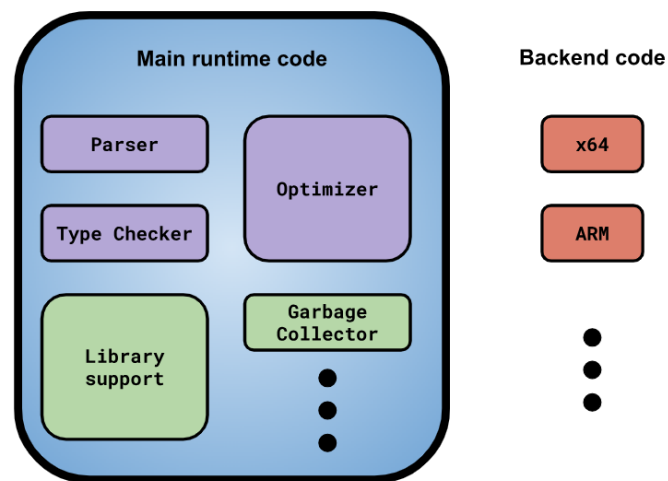 Main runtime code
Backend code
Parser
Optimizer
x64
Type Checker
ARM
Library
support
Garbage
Collector